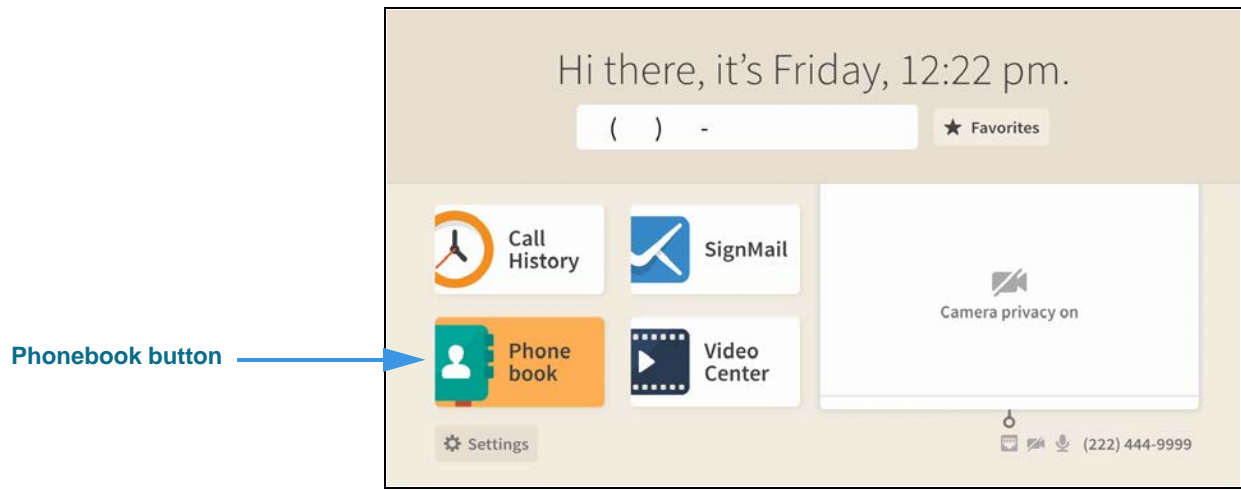 Hi there, it's Friday, 12:22 pm.
( ) -
★ Favorites
Call
History
SignMail
Camera privacy on
Phonebook button
Phone
book
Video
Center
Settings
(222) 444-9999